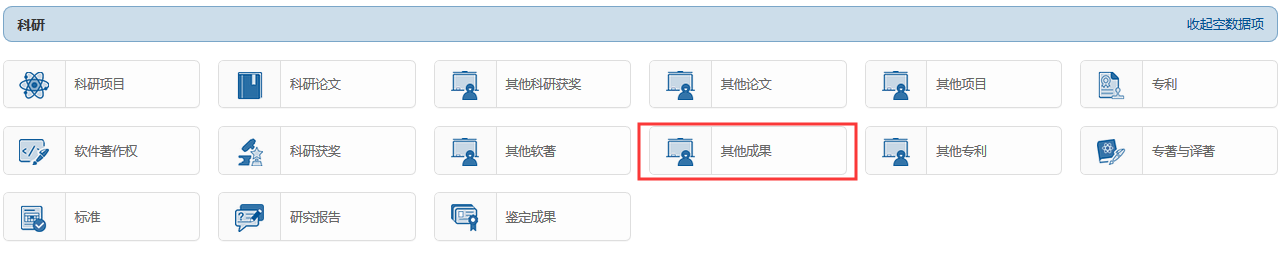 科研
收起空数据项
科研项目
科研论文
其他科研获奖
其他论文
其他项目
专利
软件著作权
科研获奖
其他软著
其他成果
其他专利
专著与译著
标准
研究报告
鉴定成果